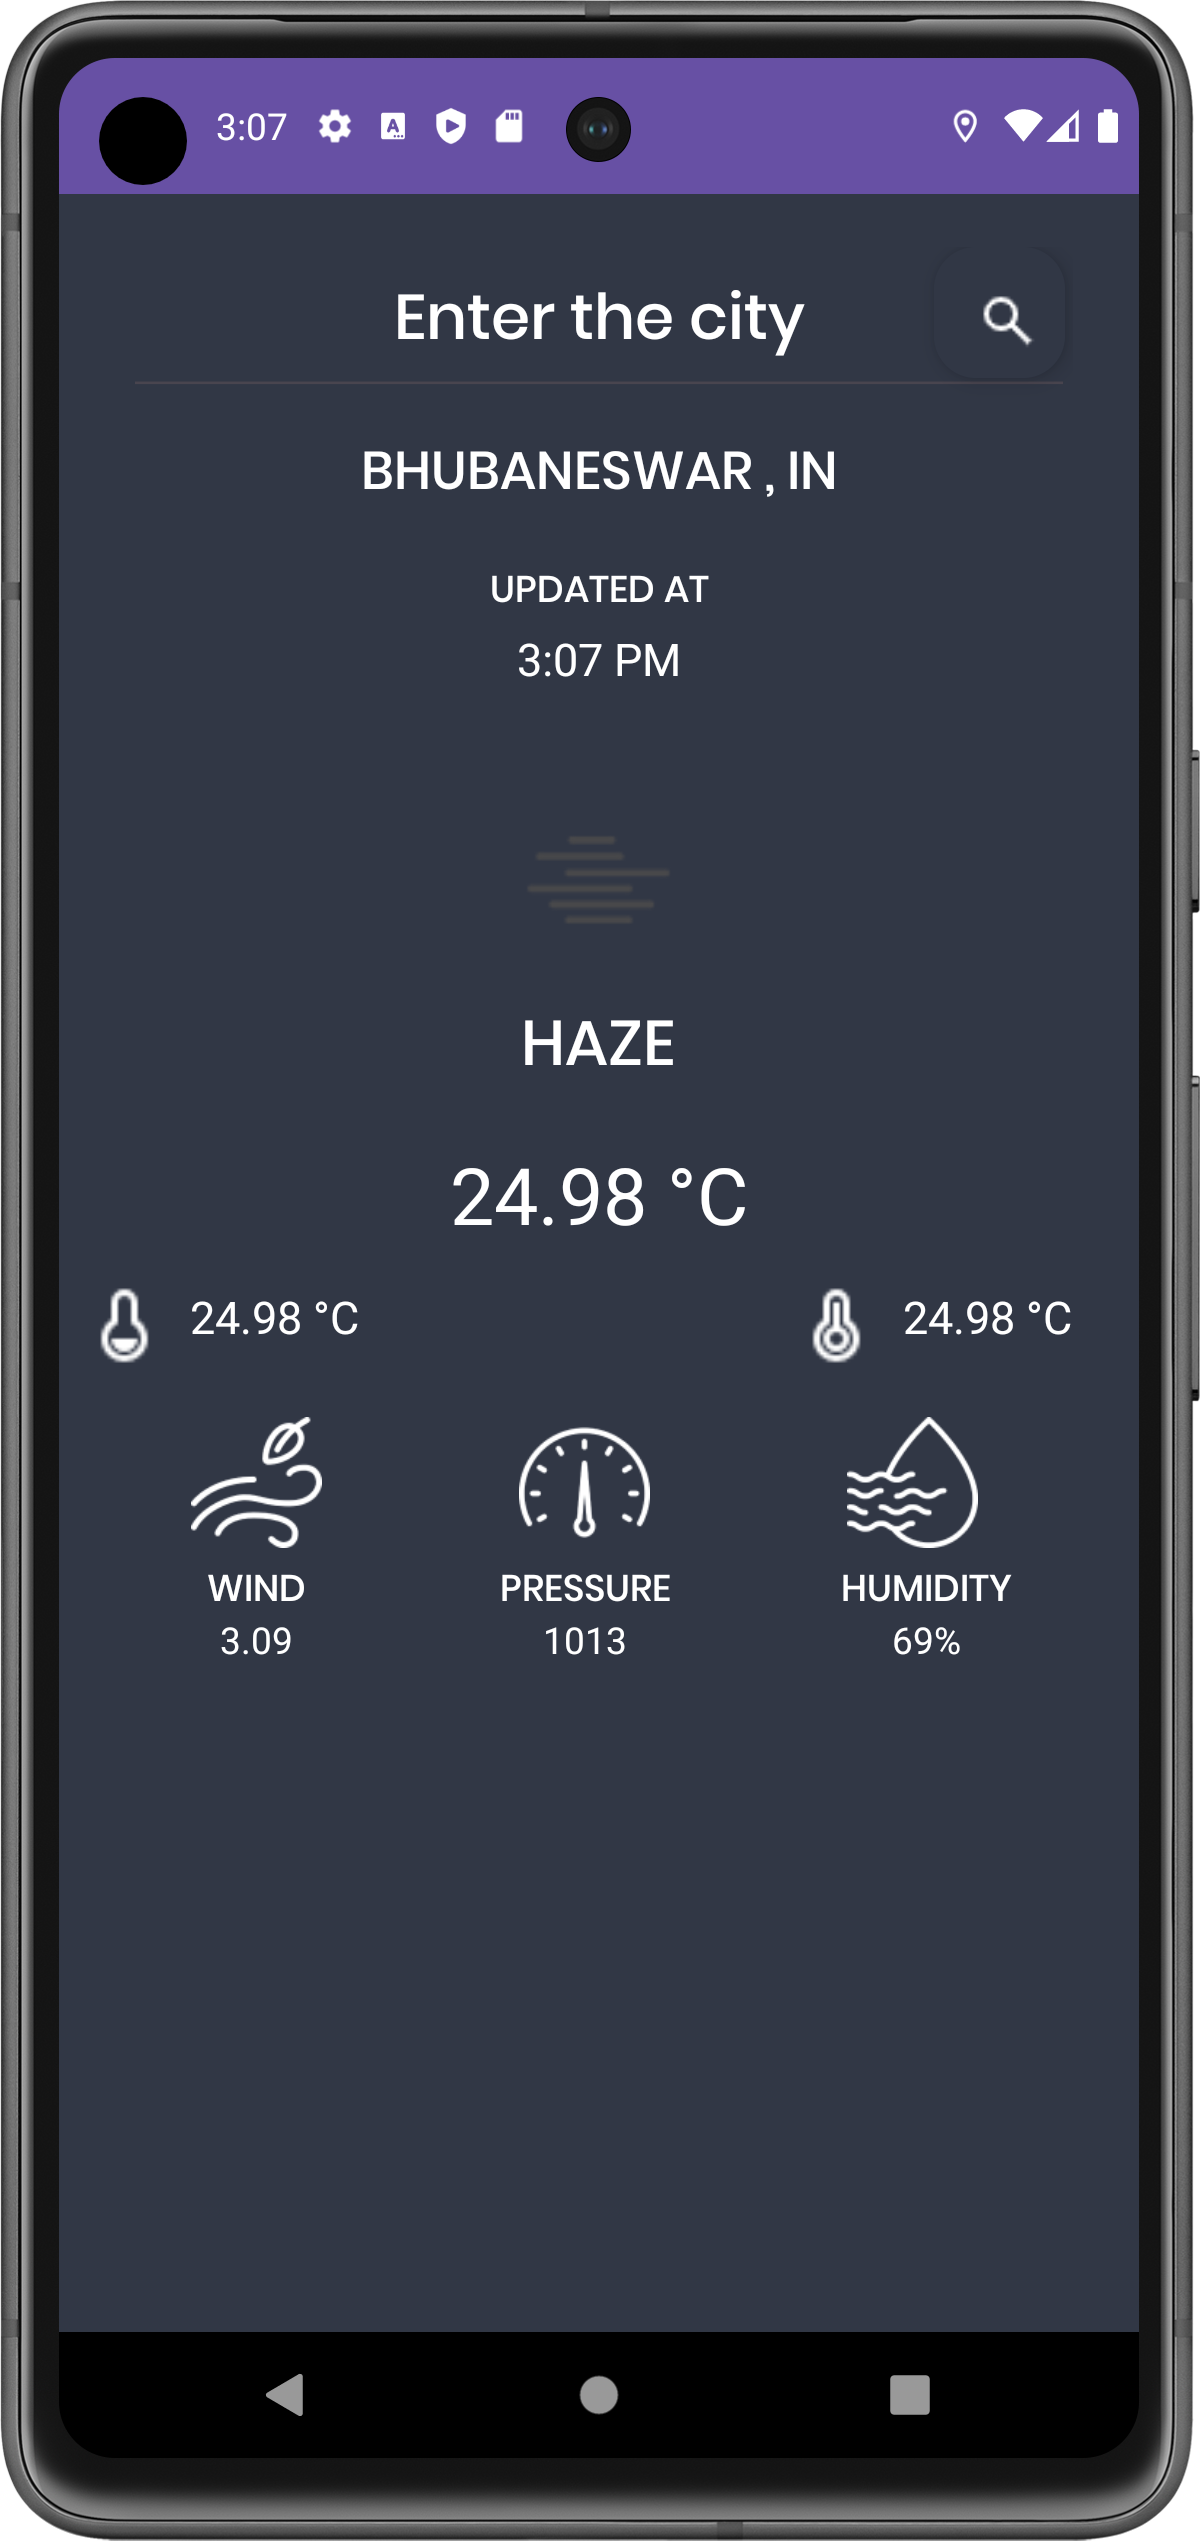 3:07
Enter the city
BHUBANESWAR , IN
UPDATED AT
3:07 PM
HAZE
24.98 °C
24.98 °C 24.98 °C
WIND PRESSURE HUMIDITY
3.09 1013 69%